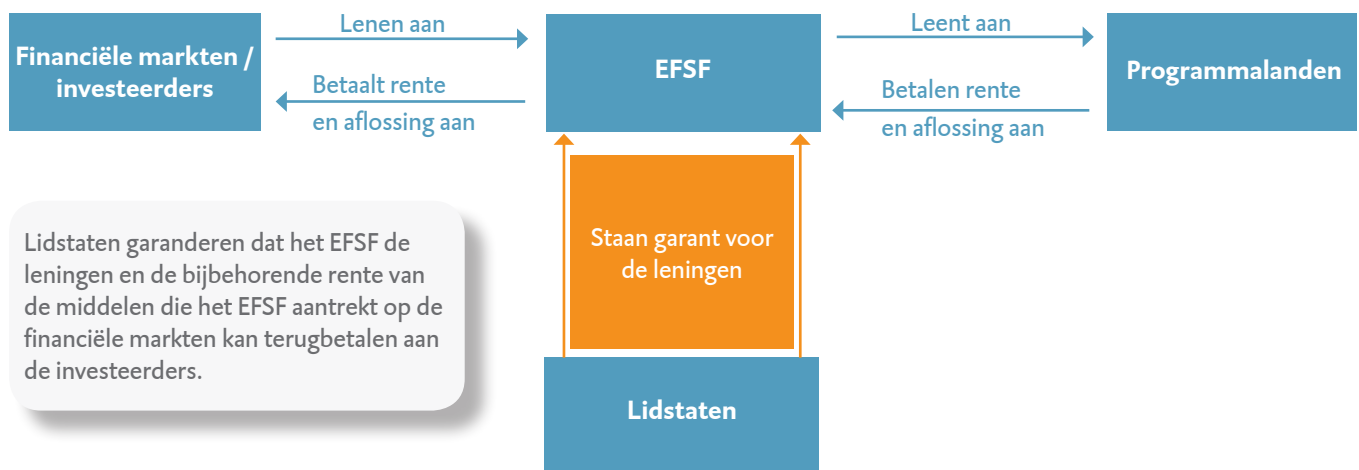 Financiële markten /
investeerders
Lenen aan
Betaalt rente
en aflossing aan
EFSF
Leent aan
Betalen rente
en aflossing aan
Programmalanden
Staan garant voor
de leningen
Lidstaten garanderen dat het EFSF de
leningen en de bijbehorende rente van
de middelen die het EFSF aantrekt op de
financiële markten kan terugbetalen aan
de investeerders.
Lidstaten